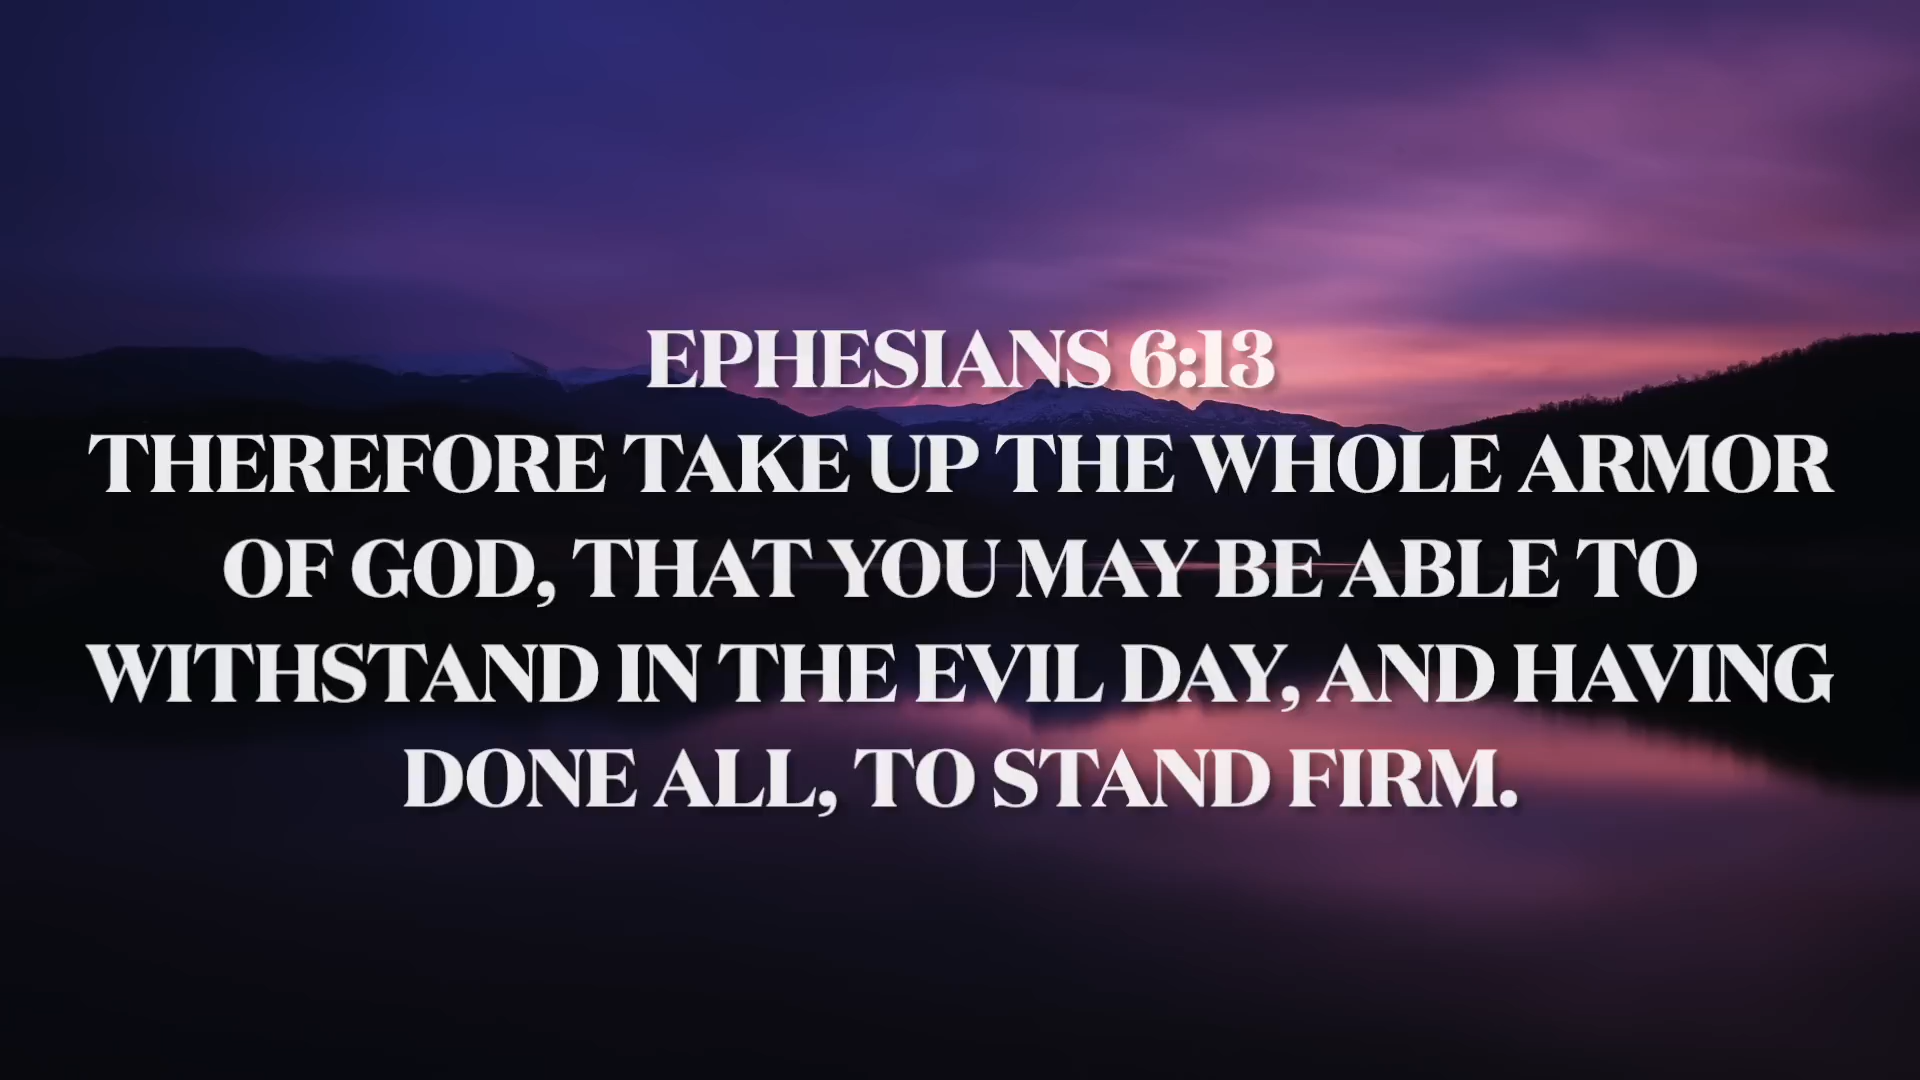 EPHESIANS 6:13
THEREFORE TAKE UP THE WHOLE ARMOR
OF GOD, THAT YOU MAY BE ABLE TO
WITHSTAND IN THE EVIL DAY, AND HAVING
DONE ALL, TO STAND FIRM.